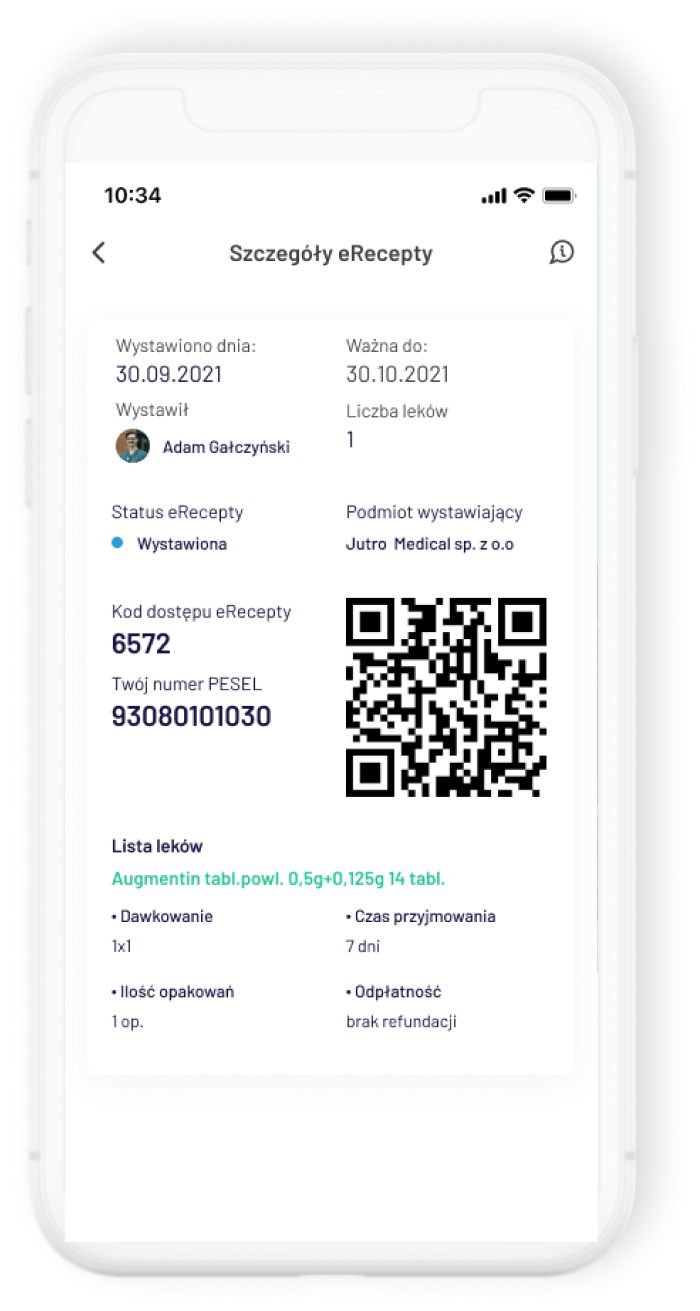 10:34
Szczegóły eRecepty
Wystawiono dnia:
30.09.2021
Ważna do:
30.10.2021
Wystawił
Adam Gałczyński
Liczba leków
1
Status eRecepty
Wystawiona
Podmiot wystawiający
Jutro Medical sp. z o.o
Kod dostępu eRecepty
6572
Twój numer PESEL
93080101030
Lista leków
Augmentin tabl.powl. 0,5g+0,125g 14 tabl.
• Dawkowanie
1x1
• Czas przyjmowania
7 dni
• Ilość opakowań
1 op.
• Odpłatność
brak refundacji